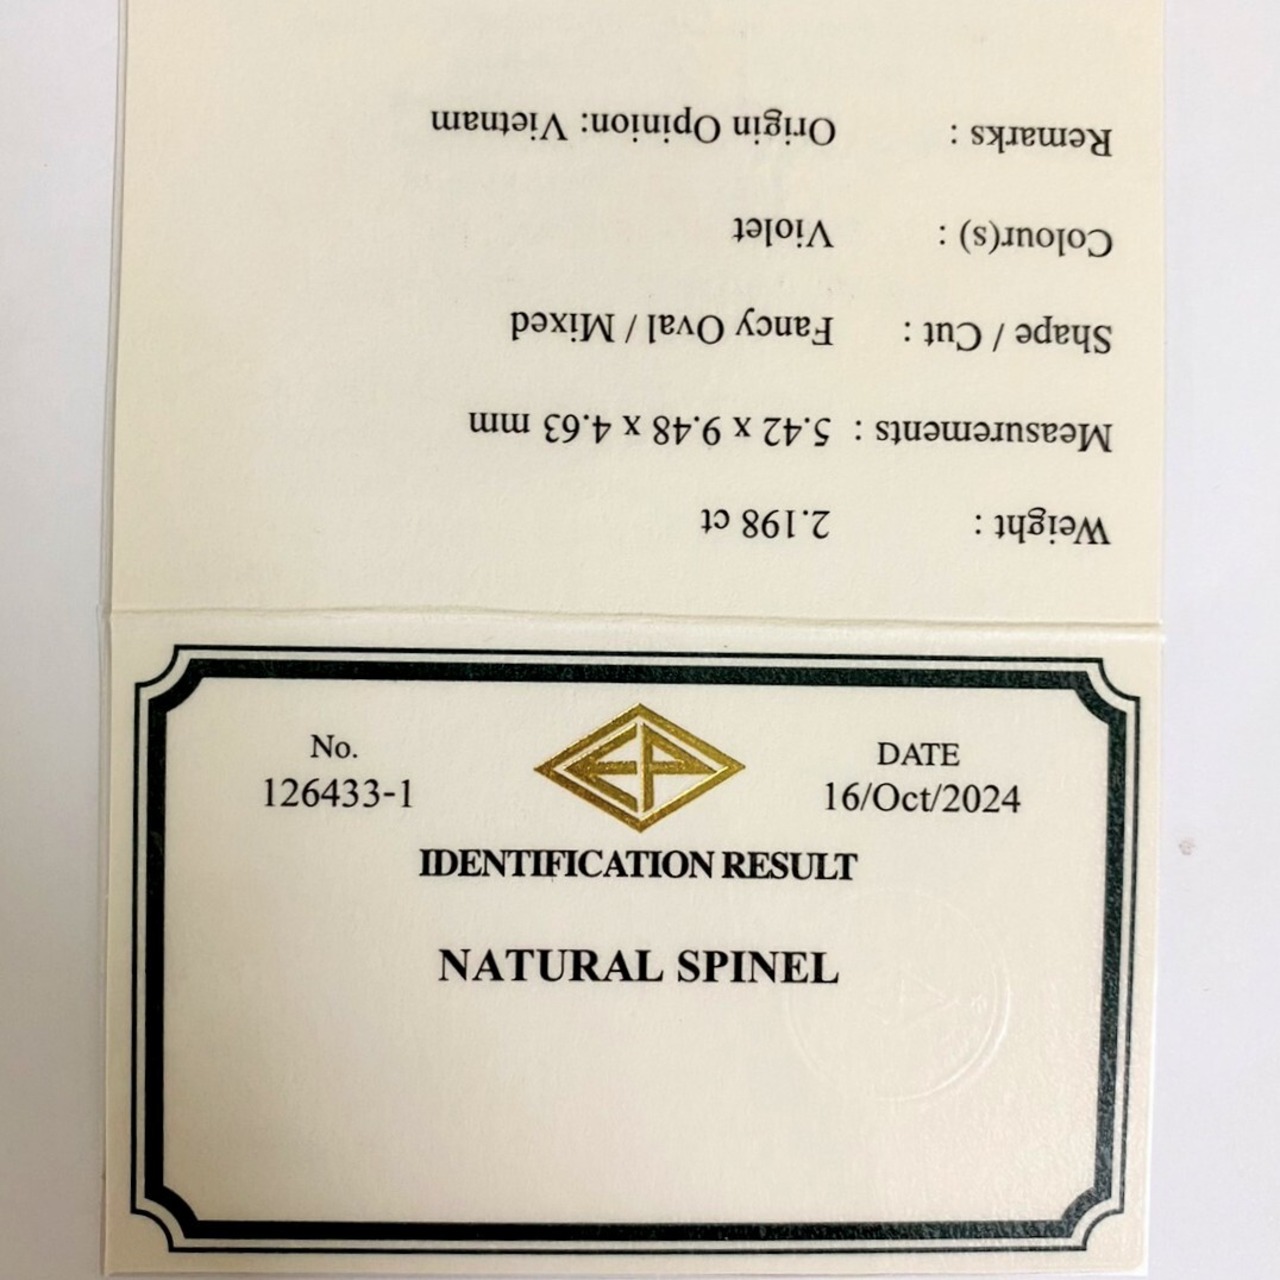 Weight : 2.198 ct
Measurements : 5.42 x 9.48 x 4.63 mm
Shape / Cut : Fancy Oval / Mixed
Colour(s) : Violet
Remarks : Origin Opinion: Vietnam
No.
126433-1
DATE
16/Oct/2024
IDENTIFICATION RESULT
NATURAL SPINEL